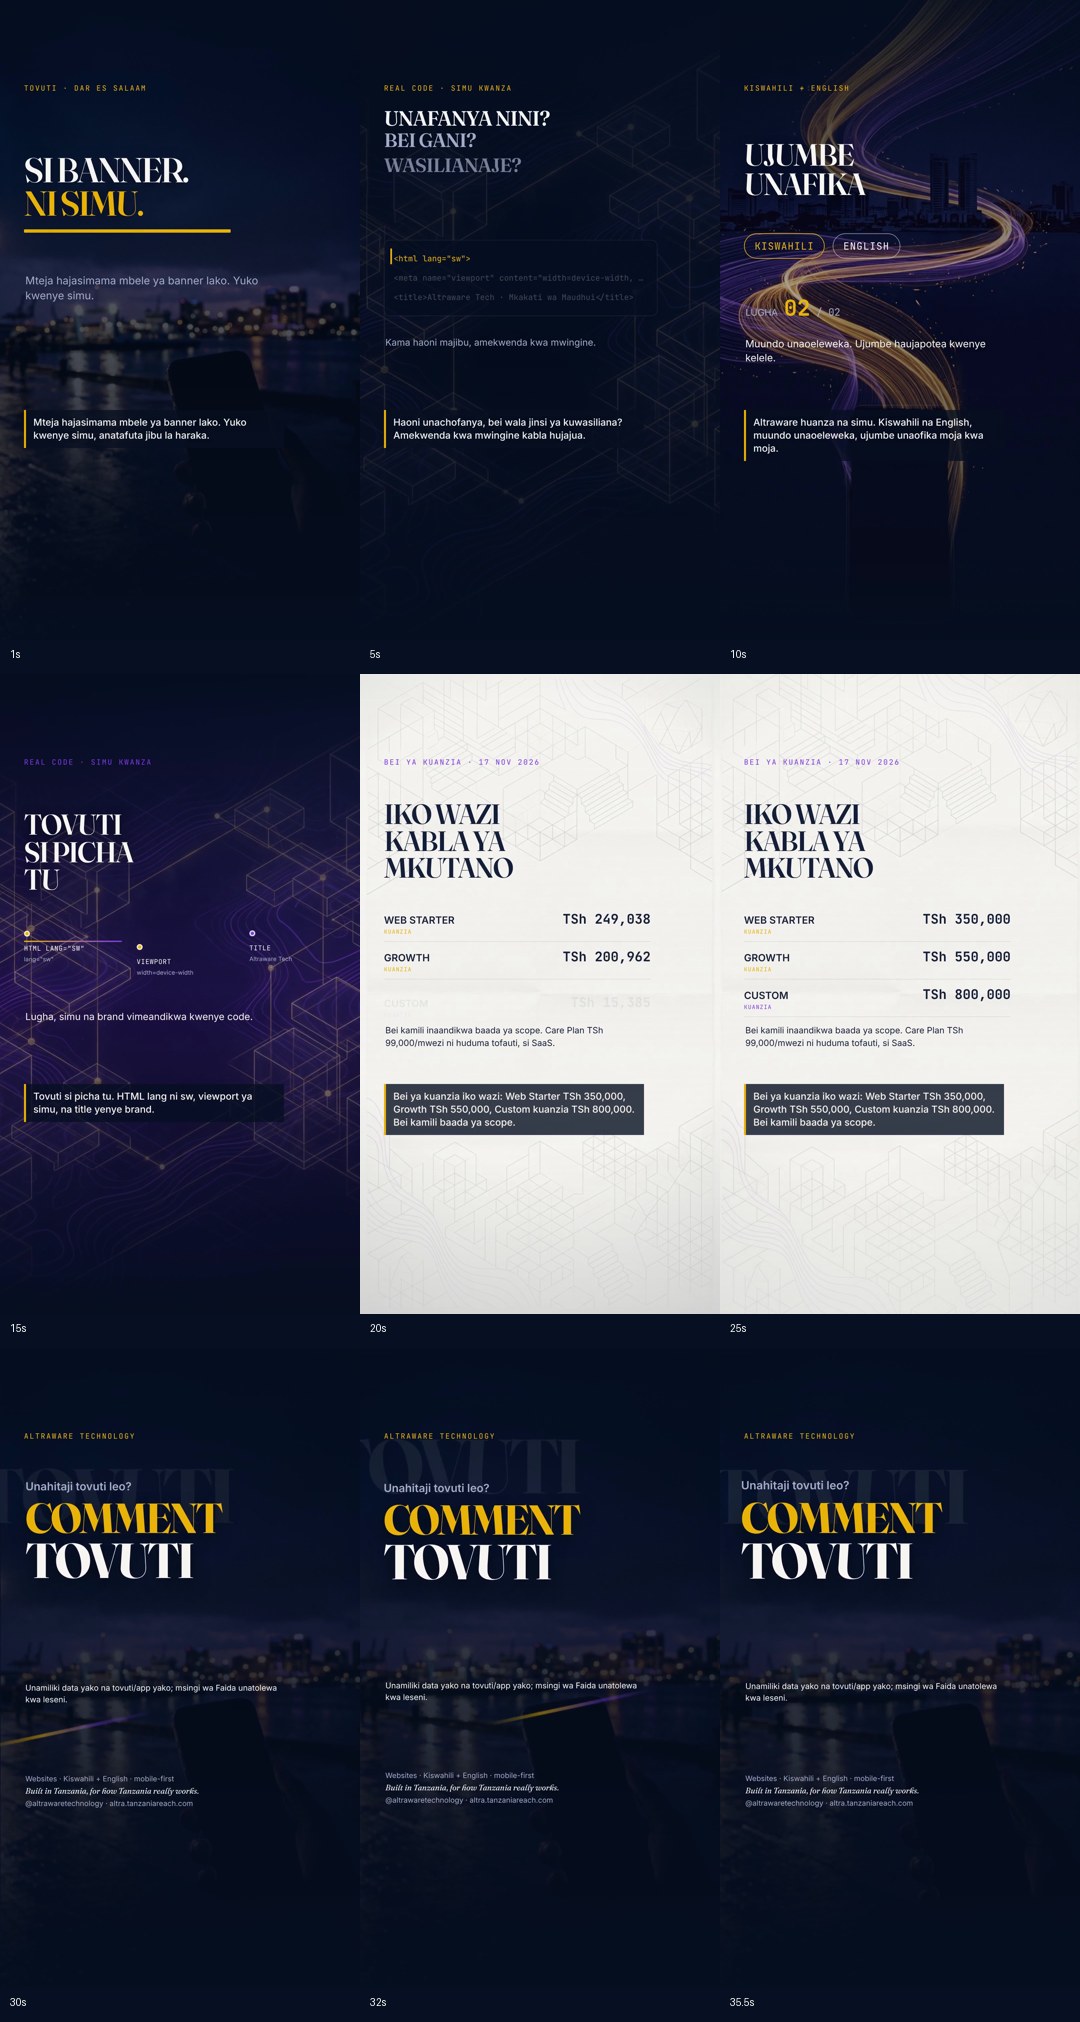 TOVUTI · DAR ES SALAAM
SI BANNER.
NI SIMU.
Mteja hajasimama mbele ya banner lako. Yuko
kwenye simu.
Mteja hajasimama mbele ya banner lako. Yuko
kwenye simu, anatafuta jibu la haraka.
1s
REAL CODE · SIMU KWANZA
UNAFANYA NINI?
BEI GANI?
WASILIANAJE?
<html lang="sw">
<meta name="viewport" content="width=device-width, …
<title>Altraware Tech · Mkakati wa Maudhui</title>
Kama haoni majibu, amekwenda kwa mwingine.
Haoni unachofanya, bei wala jinsi ya kuwasiliana?
Amekwenda kwa mwingine kabla hujajua.
5s
KISWAHILI + ENGLISH
UJUMBE
UNAFIKA
KISWAHILI
ENGLISH
LUGHA 02 / 02
Muundo unaoeleweka. Ujumbe haujapotea kwenye
kelele.
Altraware huanza na simu. Kiswahili na English,
muundo unaoeleweka, ujumbe unaofika moja kwa
moja.
10s
REAL CODE · SIMU KWANZA
TOVUTI
SI PICHA
TU
HTML LANG="SW"
lang="sw"
VIEWPORT
width=device-width
TITLE
Altraware Tech
Lugha, simu na brand vimeandikwa kwenye code.
Tovuti si picha tu. HTML lang ni sw, viewport ya
simu, na title yenye brand.
15s
BEI YA KUANZIA · 17 NOV 2026
IKO WAZI
KABLA YA
MKUTANO
WEB STARTER TSh 249,038
KUANZIA
GROWTH TSh 200,962
KUANZIA
CUSTOM TSh 15,385
Bei kamili inaandikwa baada ya scope. Care Plan TSh
99,000/mwezi ni huduma tofauti, si SaaS.
Bei ya kuanzia iko wazi: Web Starter TSh 350,000,
Growth TSh 550,000, Custom kuanzia TSh 800,000.
Bei kamili baada ya scope.
20s
BEI YA KUANZIA · 17 NOV 2026
IKO WAZI
KABLA YA
MKUTANO
WEB STARTER TSh 350,000
KUANZIA
GROWTH TSh 550,000
KUANZIA
CUSTOM TSh 800,000
KUANZIA
Bei kamili inaandikwa baada ya scope. Care Plan TSh
99,000/mwezi ni huduma tofauti, si SaaS.
Bei ya kuanzia iko wazi: Web Starter TSh 350,000,
Growth TSh 550,000, Custom kuanzia TSh 800,000.
Bei kamili baada ya scope.
25s
ALTRAWARE TECHNOLOGY
TOVUTI
Unahitaji tovuti leo?
COMMENT
TOVUTI
Unamiliki data yako na tovuti/app yako; msingi wa Faida unatolewa
kwa leseni.
Websites · Kiswahili + English · mobile-first
Built in Tanzania, for how Tanzania really works.
@altrawaretechnology · altra.tanzaniareach.com
30s
ALTRAWARE TECHNOLOGY
TOVUTI
Unahitaji tovuti leo?
COMMENT
TOVUTI
Unamiliki data yako na tovuti/app yako; msingi wa Faida unatolewa
kwa leseni.
Websites · Kiswahili + English · mobile-first
Built in Tanzania, for how Tanzania really works.
@altrawaretechnology · altra.tanzaniareach.com
32s
ALTRAWARE TECHNOLOGY
TOVUTI
Unahitaji tovuti leo?
COMMENT
TOVUTI
Unamiliki data yako na tovuti/app yako; msingi wa Faida unatolewa
kwa leseni.
Websites · Kiswahili + English · mobile-first
Built in Tanzania, for how Tanzania really works.
@altrawaretechnology · altra.tanzaniareach.com
35.5s